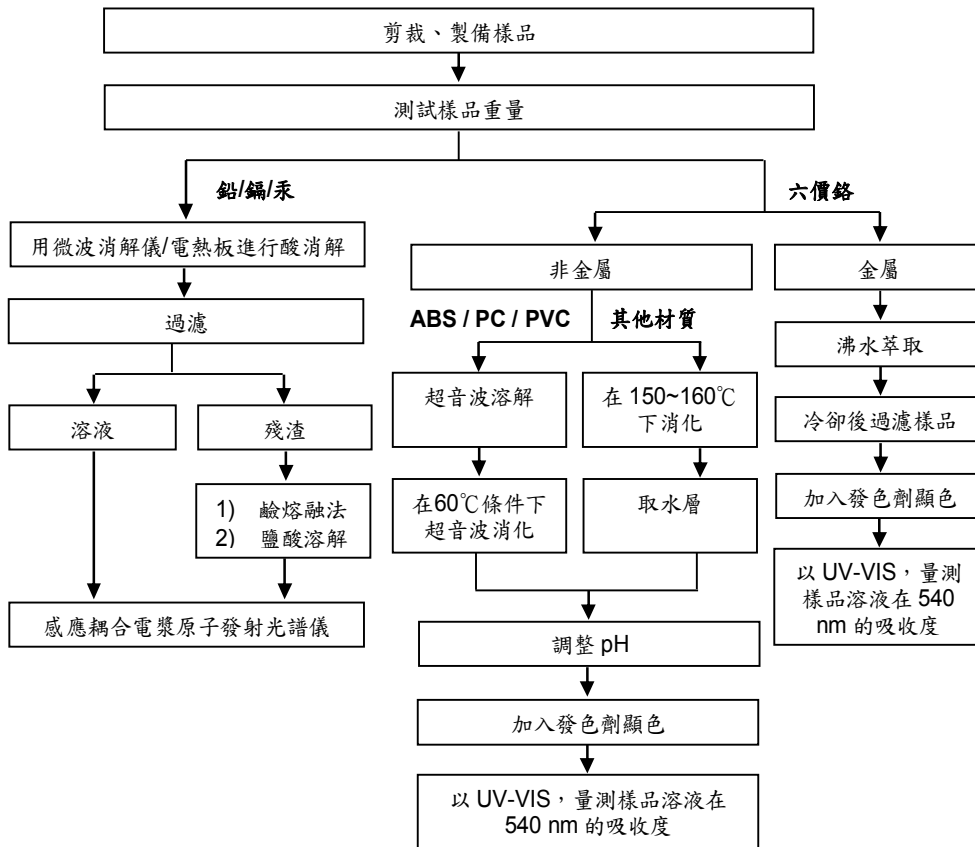 剪裁、製備樣品
測試樣品重量
鉛/鎘/汞
六價鉻
用微波消解儀/電熱板進行酸消解
非金屬
金屬
過濾
ABS / PC / PVC
其他材質
沸水萃取
溶液
殘渣
超音波溶解
在 150~160℃
下消化
冷卻後過濾樣品
1) 鹼熔融法
2) 鹽酸溶解
在60℃條件下
超音波消化
取水層
加入發色劑顯色
以 UV-VIS，量測
樣品溶液在 540
nm 的吸收度
感應耦合電漿原子發射光譜儀
調整 pH
加入發色劑顯色
以 UV-VIS，量測樣品溶液在
540 nm 的吸收度